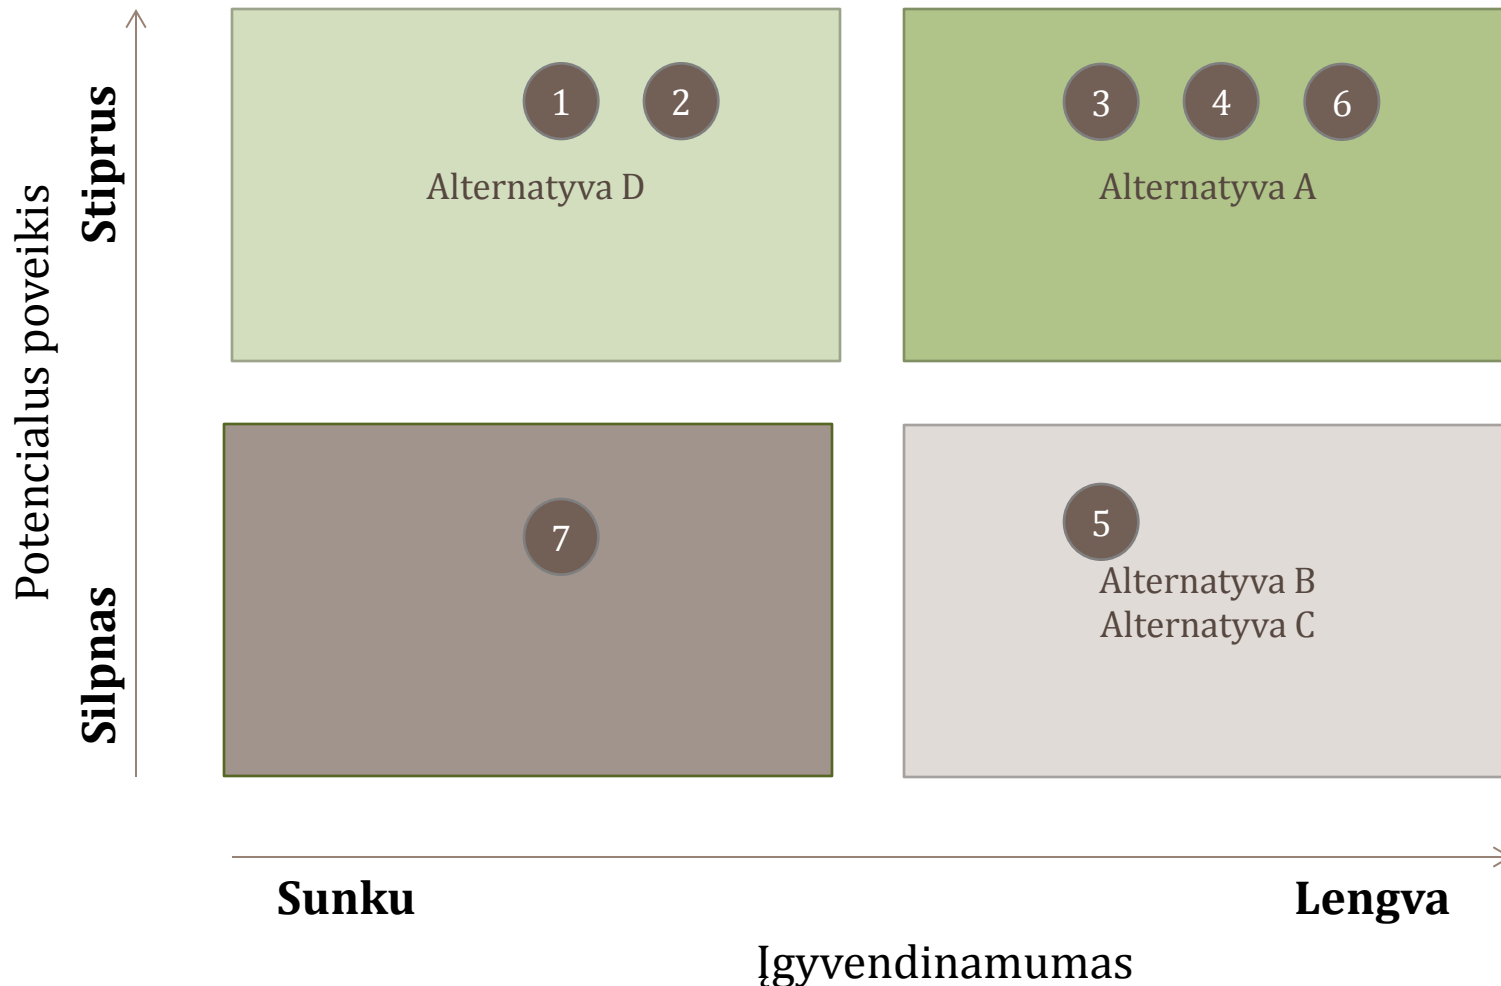 Potencialus poveikis
Stiprus
Silpnas
1 2
Alternatyva D
3 4 6
Alternatyva A
7
5
Alternatyva B
Alternatyva C
Sunku
Lengva
Įgyvendinamumas